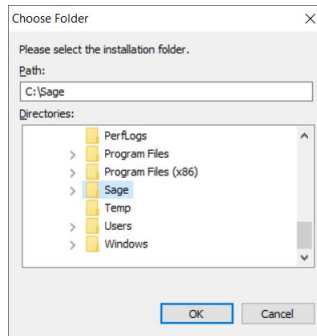 Choose Folder
Please select the installation folder.
Path:
C:\Sage
Directories:
PerfLogs
Program Files
Program Files (x86)
Sage
Temp
Users
Windows
OK Cancel